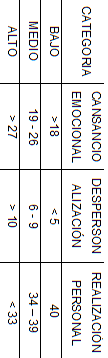 CATEGORIA
CANSANCIO
EMOCIONAL
DESPERSON
ALIZACIÓN
REALIZACIÓN
PERSONAL
BAJO >18 < 5 40
MEDIO 19 - 26 6 - 9 34 – 39
ALTO > 27 > 10 < 33